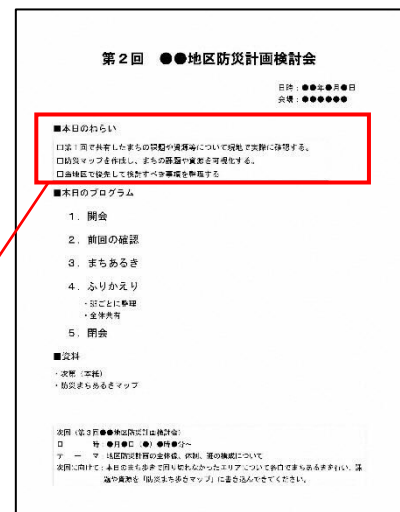 第2回　●●地区防災計画検討会
日時：●●年●月●日
会場：●●●●●●
■本日のねらい
□第1回で共有したまちの課題や資源等について現地で実際に確認する。
□防災マップを作成し、まちの課題や資源を可視化する。
□当地区で優先して検討すべき事項を整理する
■本日のプログラム
1．開会
2．前回の確認
3．まちあるき
4．ふりかえり
・班ごとに整理
・全体共有
5．閉会
■資料
・次第（本紙）
・防災まちあるきマップ
次回（第3回●●地区防災計画検討会）
日　時：●月●日（●）●時●分～
テーマ：地区防災計画の全体像、体制、班の構成について
次回に向けて：本日のまち歩きで回り切れなかったエリアについて各自でまちあるきを行い、課
題や資源を「防災まち歩きマップ」に書き込んできてください。